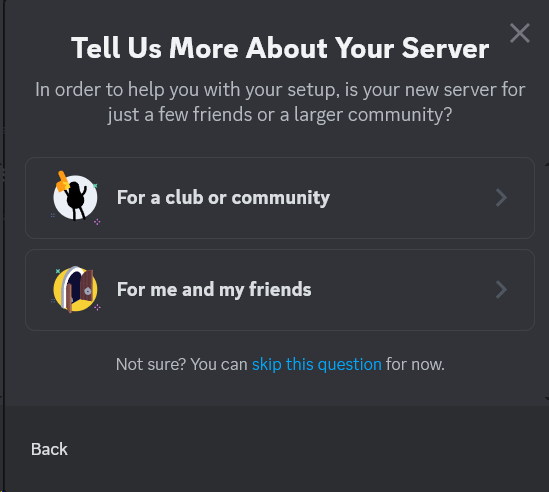 Tell Us More About Your Server
In order to help you with your setup, is your new server for
just a few friends or a larger community?
For a club or community
For me and my friends
Not sure? You can skip this question for now.
Back